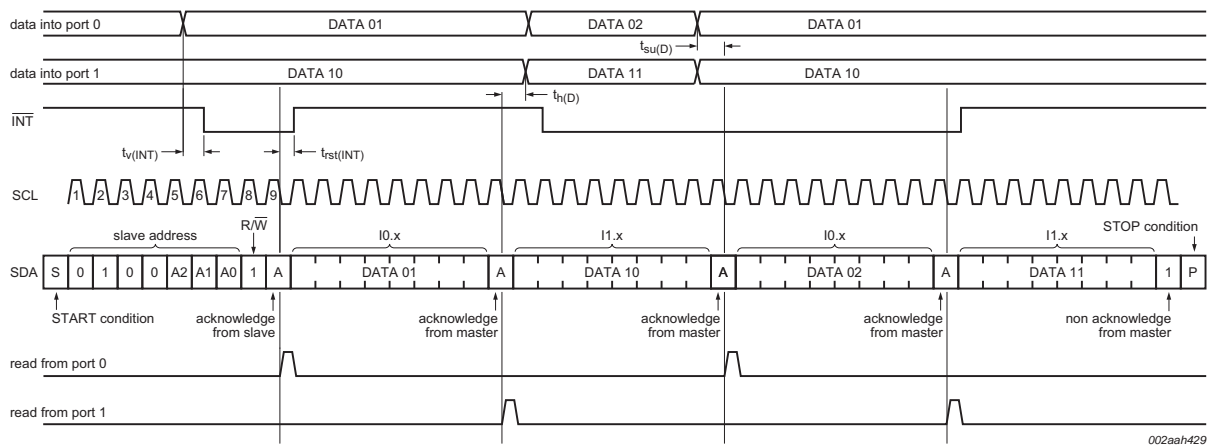 data into port 0 DATA 01 DATA 02 DATA 01
tsu(D)
data into port 1 DATA 10 DATA 11 DATA 10
th(D)
INT
tv(INT) trst(INT)
SCL 1 2 3 4 5 6 7 8 9
R/W STOP condition
slave address I0.x I1.x I0.x I1.x
SDA S 0 1 0 0 A2 A1 A0 1 A DATA 01 A DATA 10 A DATA 02 A DATA 11 1 P
START condition acknowledge from slave acknowledge from master acknowledge from master acknowledge from master non acknowledge from master
read from port 0
read from port 1
002aah429